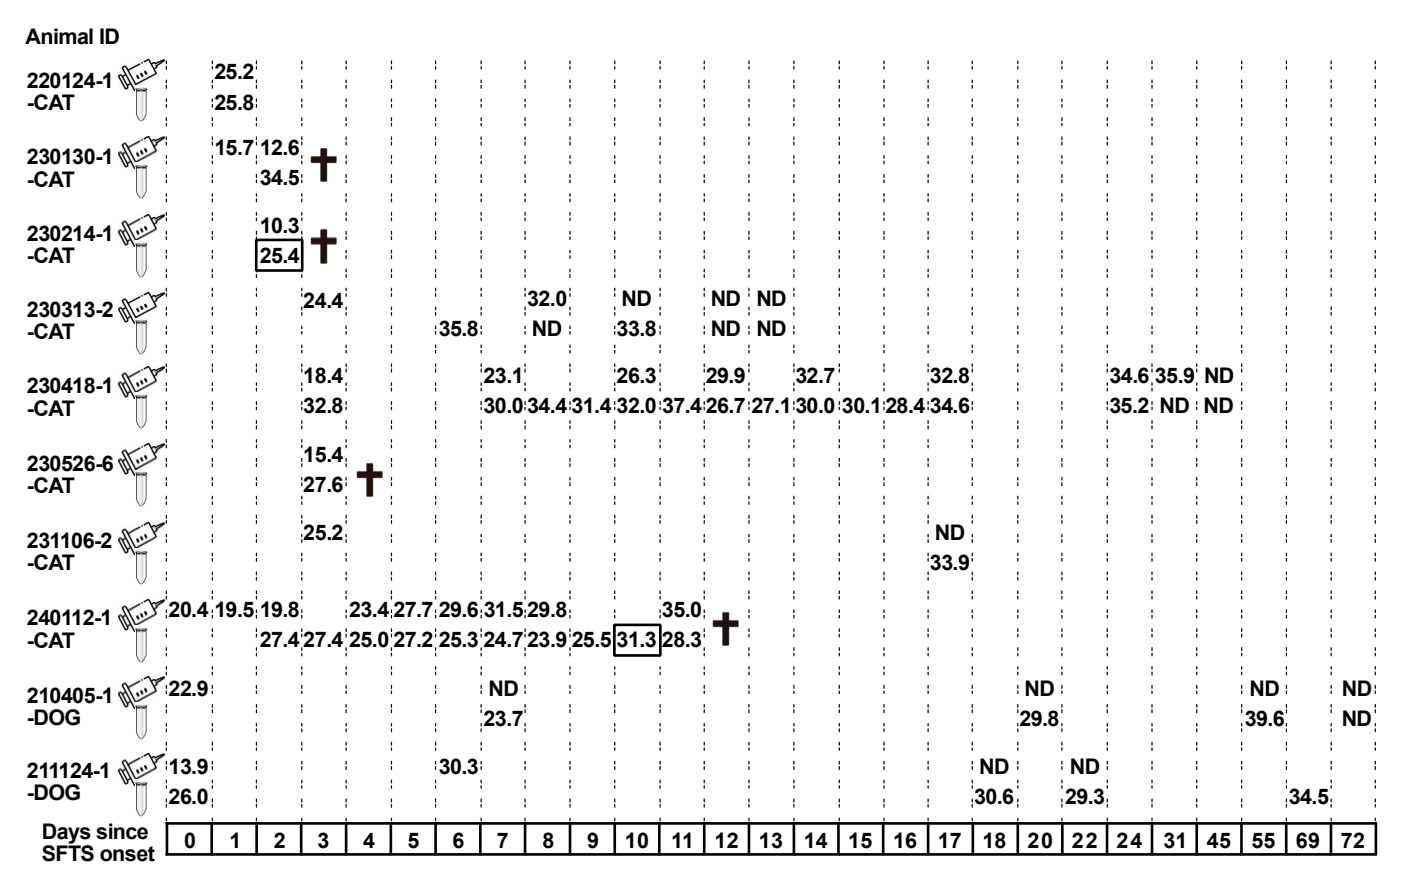 Animal ID
220124-1 25.2
-CAT 25.8
230130-1 15.7 12.6
-CAT 34.5
230214-1 10.3
-CAT 25.4
230313-2 24.4 32.0 ND ND ND
-CAT 35.8 ND 33.8 ND ND
230418-1 18.4 23.1 26.3 29.9 32.7 32.8 34.6 35.9 ND
-CAT 32.8 30.0 34.4 31.4 32.0 37.4 26.7 27.1 30.0 30.1 28.4 34.6 35.2 ND ND
230526-6 15.4
-CAT 27.6
231106-2 25.2 ND
-CAT 33.9
240112-1 20.4 19.5 19.8 23.4 27.7 29.6 31.5 29.8 35.0
-CAT 27.4 27.4 25.0 27.2 25.3 24.7 23.9 25.5 31.3 28.3
210405-1 22.9 ND ND ND ND
-DOG 23.7 29.8 39.6 ND
211124-1 13.9 30.3 ND ND
-DOG 26.0 30.6 29.3 34.5
Days since
SFTS onset 0 1 2 3 4 5 6 7 8 9 10 11 12 13 14 15 16 17 18 20 22 24 31 45 55 69 72